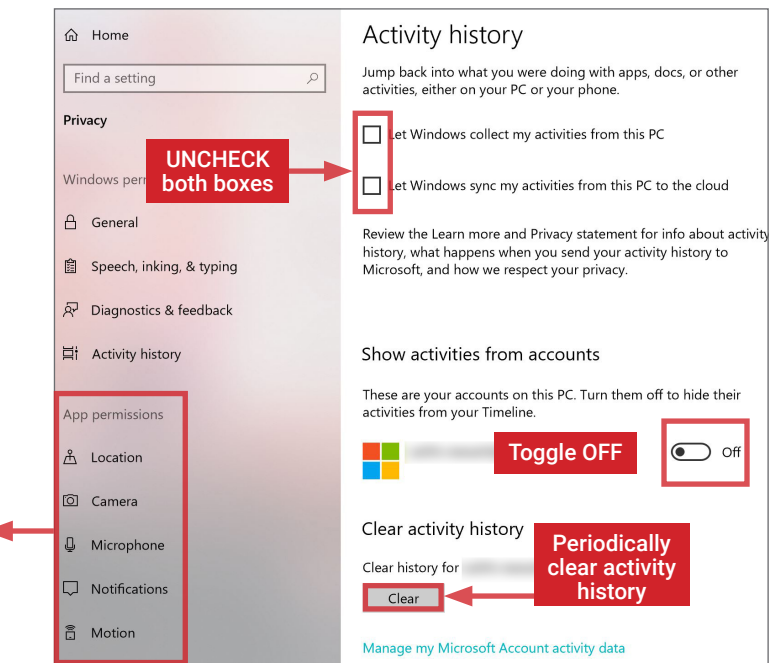 Home
Find a setting
Privacy
Windows per
General
Speech, inking, & typing
Diagnostics & feedback
Activity history
App permissions
Location
Camera
Microphone
Notifications
Motion
Activity history
Jump back into what you were doing with apps, docs, or other
activities, either on your PC or your phone.
UNCHECK
both boxes
Let Windows collect my activities from this PC
Let Windows sync my activities from this PC to the cloud
Review the Learn more and Privacy statement for info about activity
history, what happens when you send your activity history to
Microsoft, and how we respect your privacy.
Show activities from accounts
These are your accounts on this PC. Turn them off to hide their
activities from your Timeline.
Toggle OFF
Off
Clear activity history
Clear history for
Clear
Periodically
clear activity
history
Manage my Microsoft Account activity data